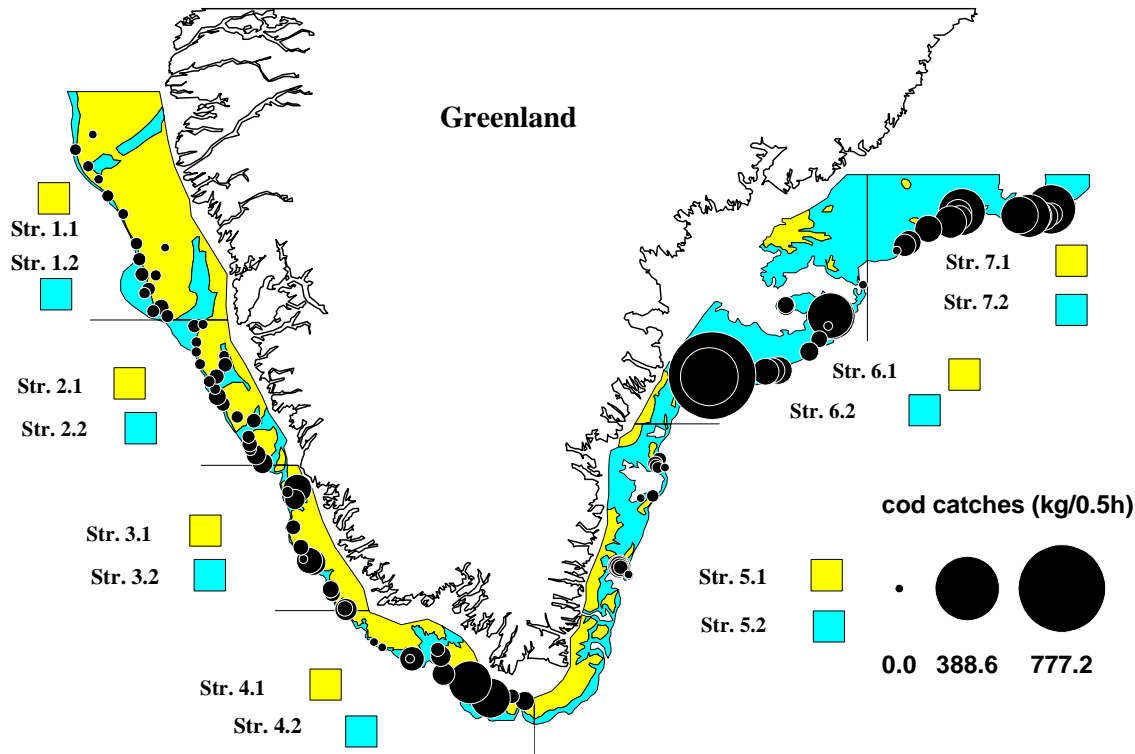 Greenland
Str. 1.1
Str. 1.2
Str. 7.1
Str. 7.2
Str. 2.1
Str. 6.1
Str. 2.2
Str. 6.2
cod catches (kg/0.5h)
Str. 3.1
Str. 3.2
Str. 5.1
Str. 5.2
0.0 388.6 777.2
Str. 4.1
Str. 4.2